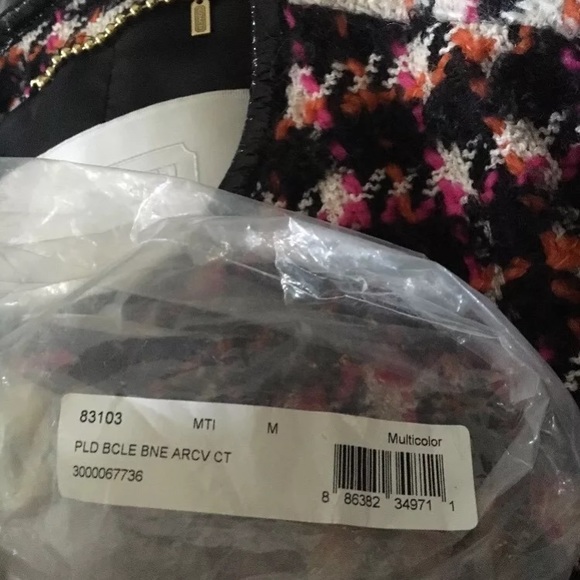 83103 MTI M Multicolor
PLD BCLE BNE ARCV CT
3000067736
8 86382 34971 1